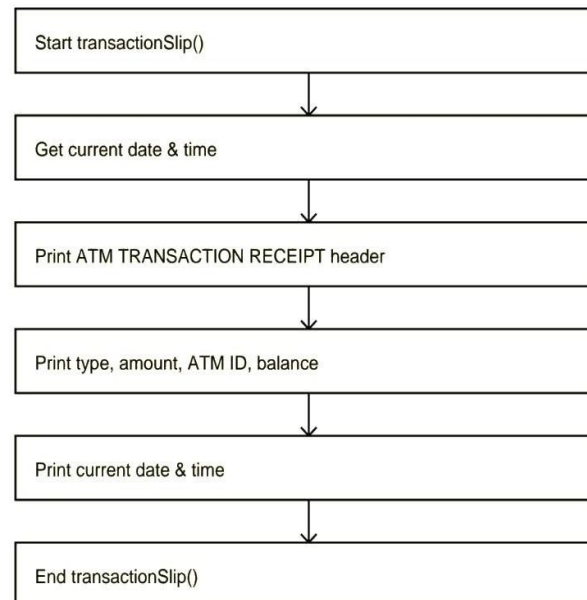 Start transactionSlip()
Get current date & time
Print ATM TRANSACTION RECEIPT header
Print type, amount, ATM ID, balance
Print current date & time
End transactionSlip()